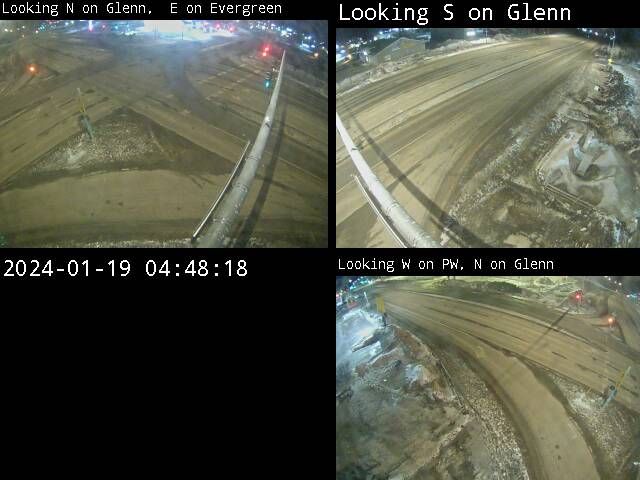 Looking N on Glenn,  E on Evergreen
Looking S on Glenn
2024-01-19 04:48:18
Looking W on PW, N on Glenn